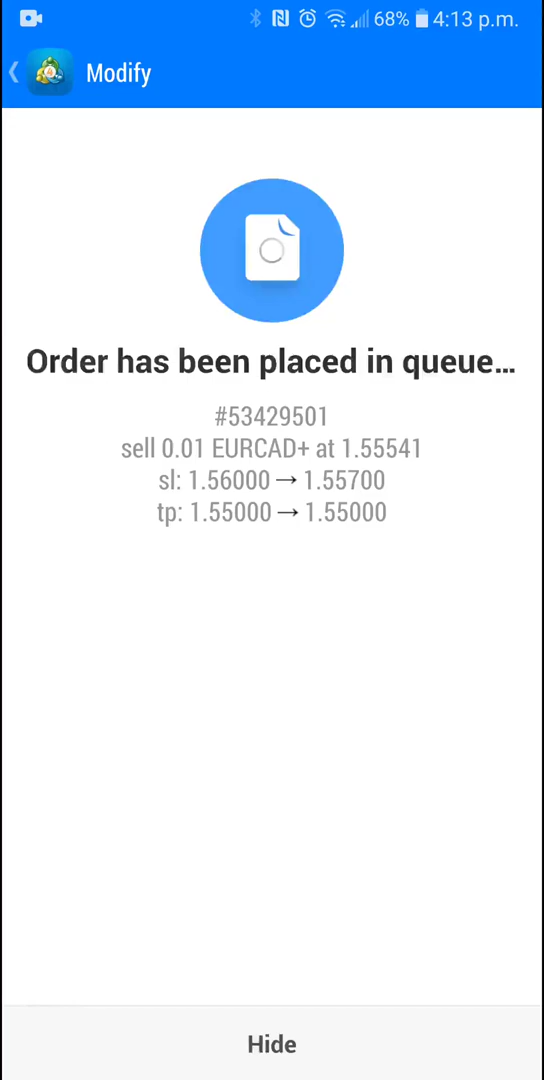 68% 4:13 p.m.
Modify
Order has been placed in queue...
#53429501
sell 0.01 EURCAD+ at 1.55541
sl: 1.56000 → 1.55700
tp: 1.55000 → 1.55000
Hide